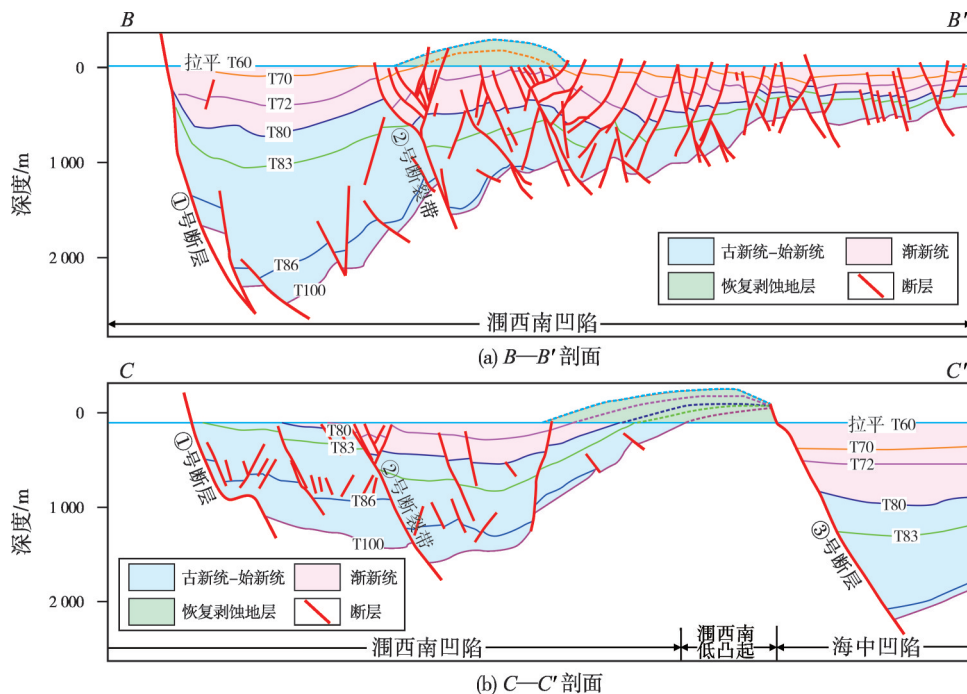 B
B′
拉平 T60
0
T70
T72
T80
T83
②号断裂带
1 000
深度/m
①号断层
2 000
T86
T100
古新统-始新统
渐新统
恢复剥蚀地层
断层
涠西南凹陷
(a) B—B′ 剖面
C
C′
0
拉平 T60
T80
T83
①号断层
②号断裂带
T70
T72
T86
T80
1 000
T83
深度/m
T100
③号断层
古新统-始新统
渐新统
恢复剥蚀地层
断层
2 000
涠西南凹陷
涠西南
低凸起
海中凹陷
(b) C—C′ 剖面